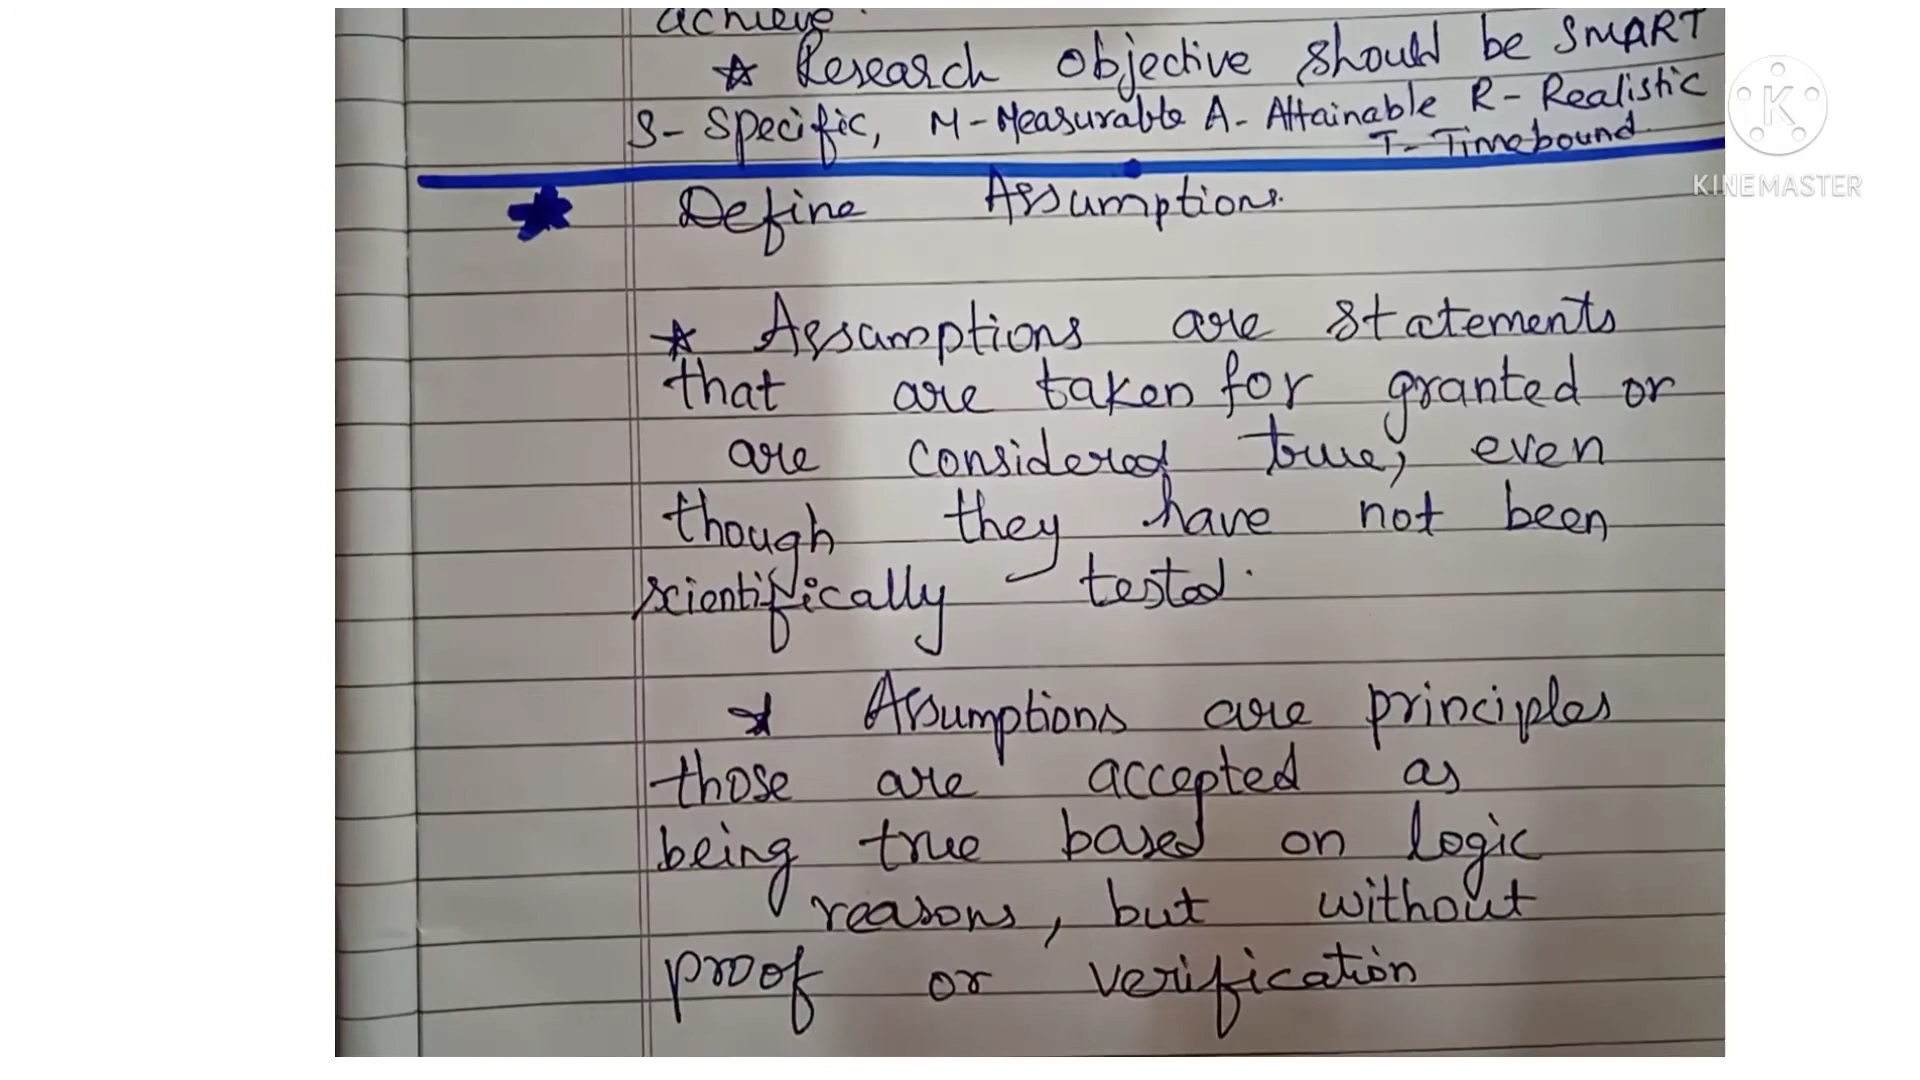 achieve.
☆ Research objective should be SMART
S- Specific, M-Measurable A- Attainable R- Realistic
T- Timebound.
K
KINEMASTER
★ Define Assumptions.
★ Assumptions are statements
that are taken for granted or
are considered true, even
though they have not been
scientifically tested.
★ Assumptions are principles
those are accepted as
being true based on logic
reasons, but without
proof or verification